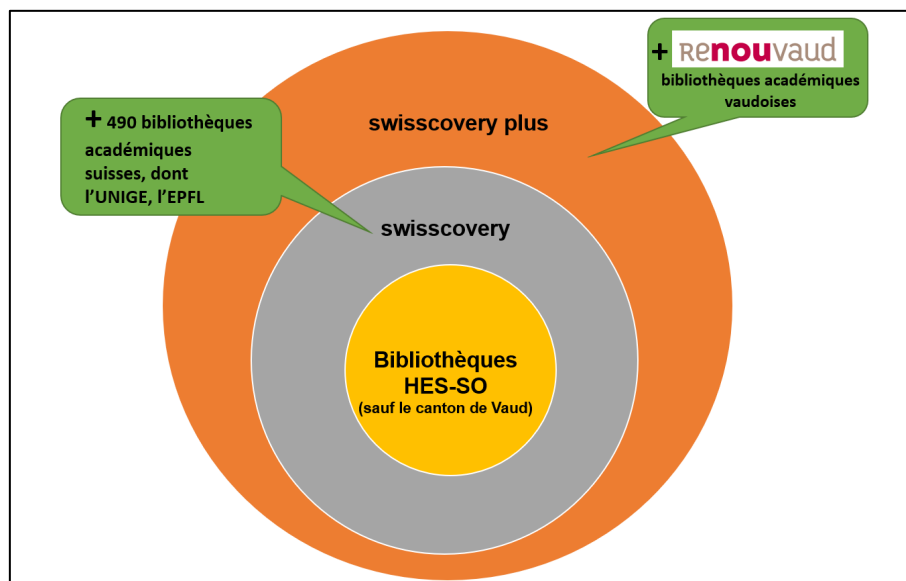 + Renouvaud
bibliothèques académiques
vaudoises
+ 490 bibliothèques
académiques
suisses, dont
l'UNIGE, l'EPFL
swisscovery plus
swisscovery
Bibliothèques
HES-SO
(sauf le canton de Vaud)